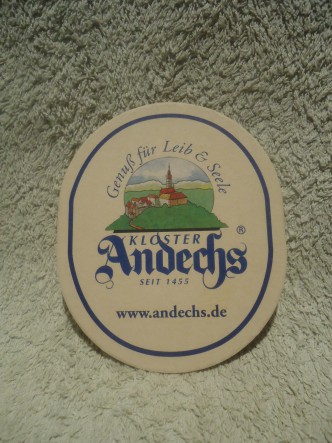 Genuß für Leib & Seele
KLOSTER
Andechs ®
SEIT 1455
www.andechs.de